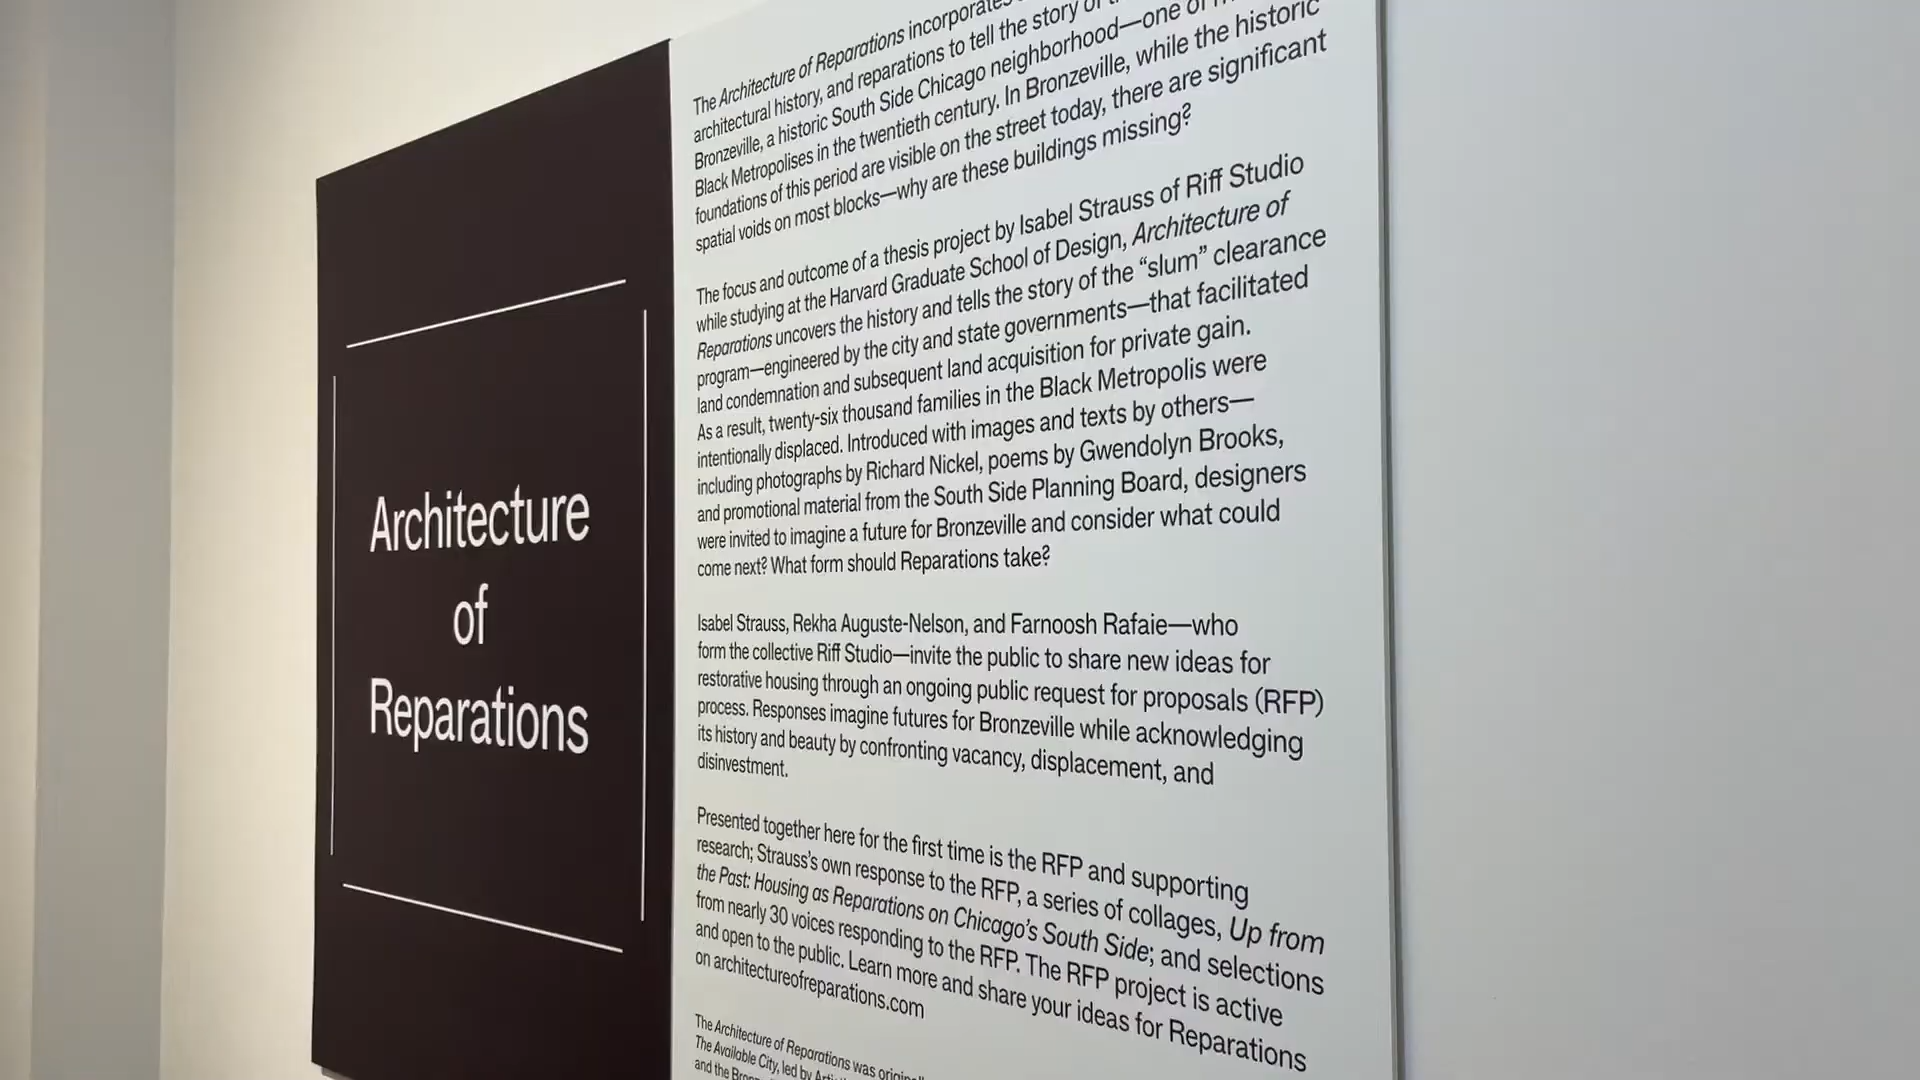 Architecture
of
Reparations
The Architecture of Reparations incorporates
architectural history, and reparations to tell the story of
Bronzeville, a historic South Side Chicago neighborhood—one of
Black Metropolises in the twentieth century. In Bronzeville, while the historic
foundations of this period are visible on the street today, there are significant
spatial voids on most blocks—why are these buildings missing?
The focus and outcome of a thesis project by Isabel Strauss of Riff Studio
while studying at the Harvard Graduate School of Design, Architecture of
Reparations uncovers the history and tells the story of the “slum” clearance
program—engineered by the city and state governments—that facilitated
land condemnation and subsequent land acquisition for private gain.
As a result, twenty-six thousand families in the Black Metropolis were
intentionally displaced. Introduced with images and texts by others—
including photographs by Richard Nickel, poems by Gwendolyn Brooks,
and promotional material from the South Side Planning Board, designers
were invited to imagine a future for Bronzeville and consider what could
come next? What form should Reparations take?
Isabel Strauss, Rekha Auguste-Nelson, and Farnoosh Rafaie—who
form the collective Riff Studio—invite the public to share new ideas for
restorative housing through an ongoing public request for proposals (RFP)
process. Responses imagine futures for Bronzeville while acknowledging
its history and beauty by confronting vacancy, displacement, and
disinvestment.
Presented together here for the first time is the RFP and supporting
research; Strauss’s own response to the RFP, a series of collages, Up from
the Past: Housing as Reparations on Chicago’s South Side; and selections
from nearly 30 voices responding to the RFP. The RFP project is active
and open to the public. Learn more and share your ideas for Reparations
on architectureofreparations.com
The Architecture of Reparations was
The Available City, led by
and the